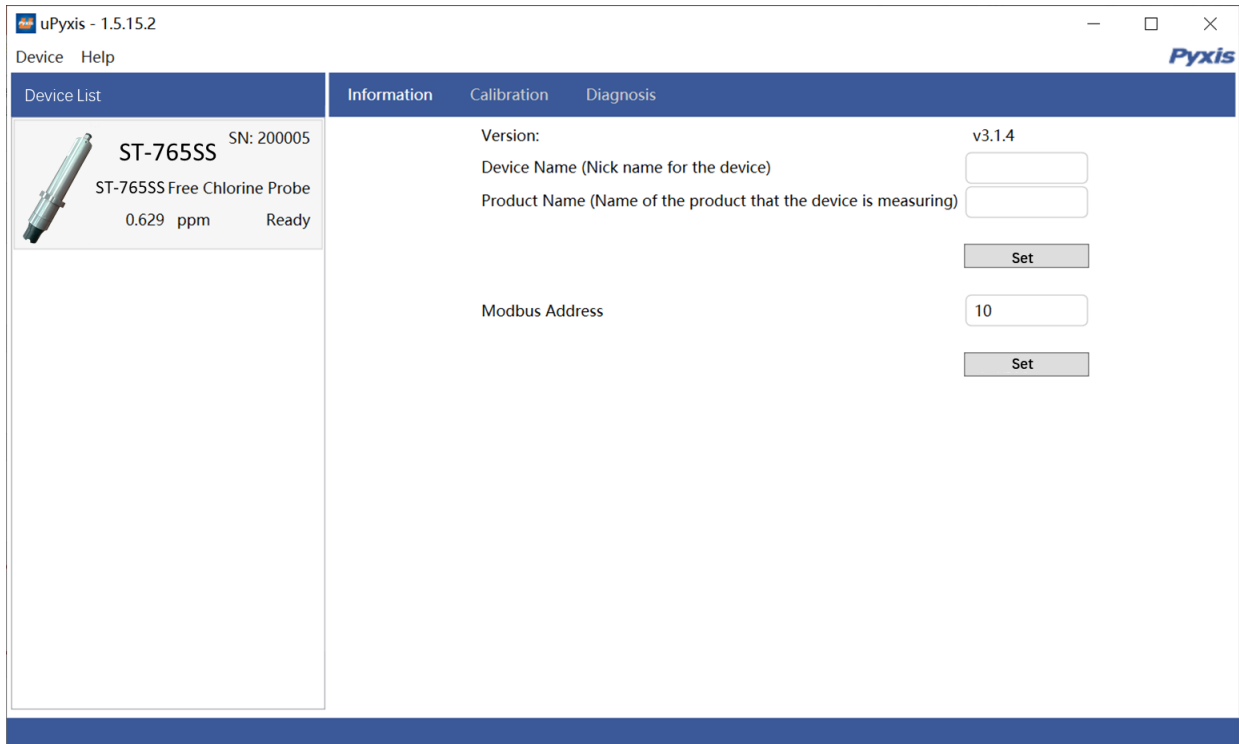 uPyxis - 1.5.15.2
Device Help
Pyxis
Device List
Information Calibration Diagnosis
SN: 200005
ST-765SS
ST-765SS Free Chlorine Probe
0.629 ppm Ready
Version: v3.1.4
Device Name (Nick name for the device)
Product Name (Name of the product that the device is measuring)
Set
Modbus Address 10
Set